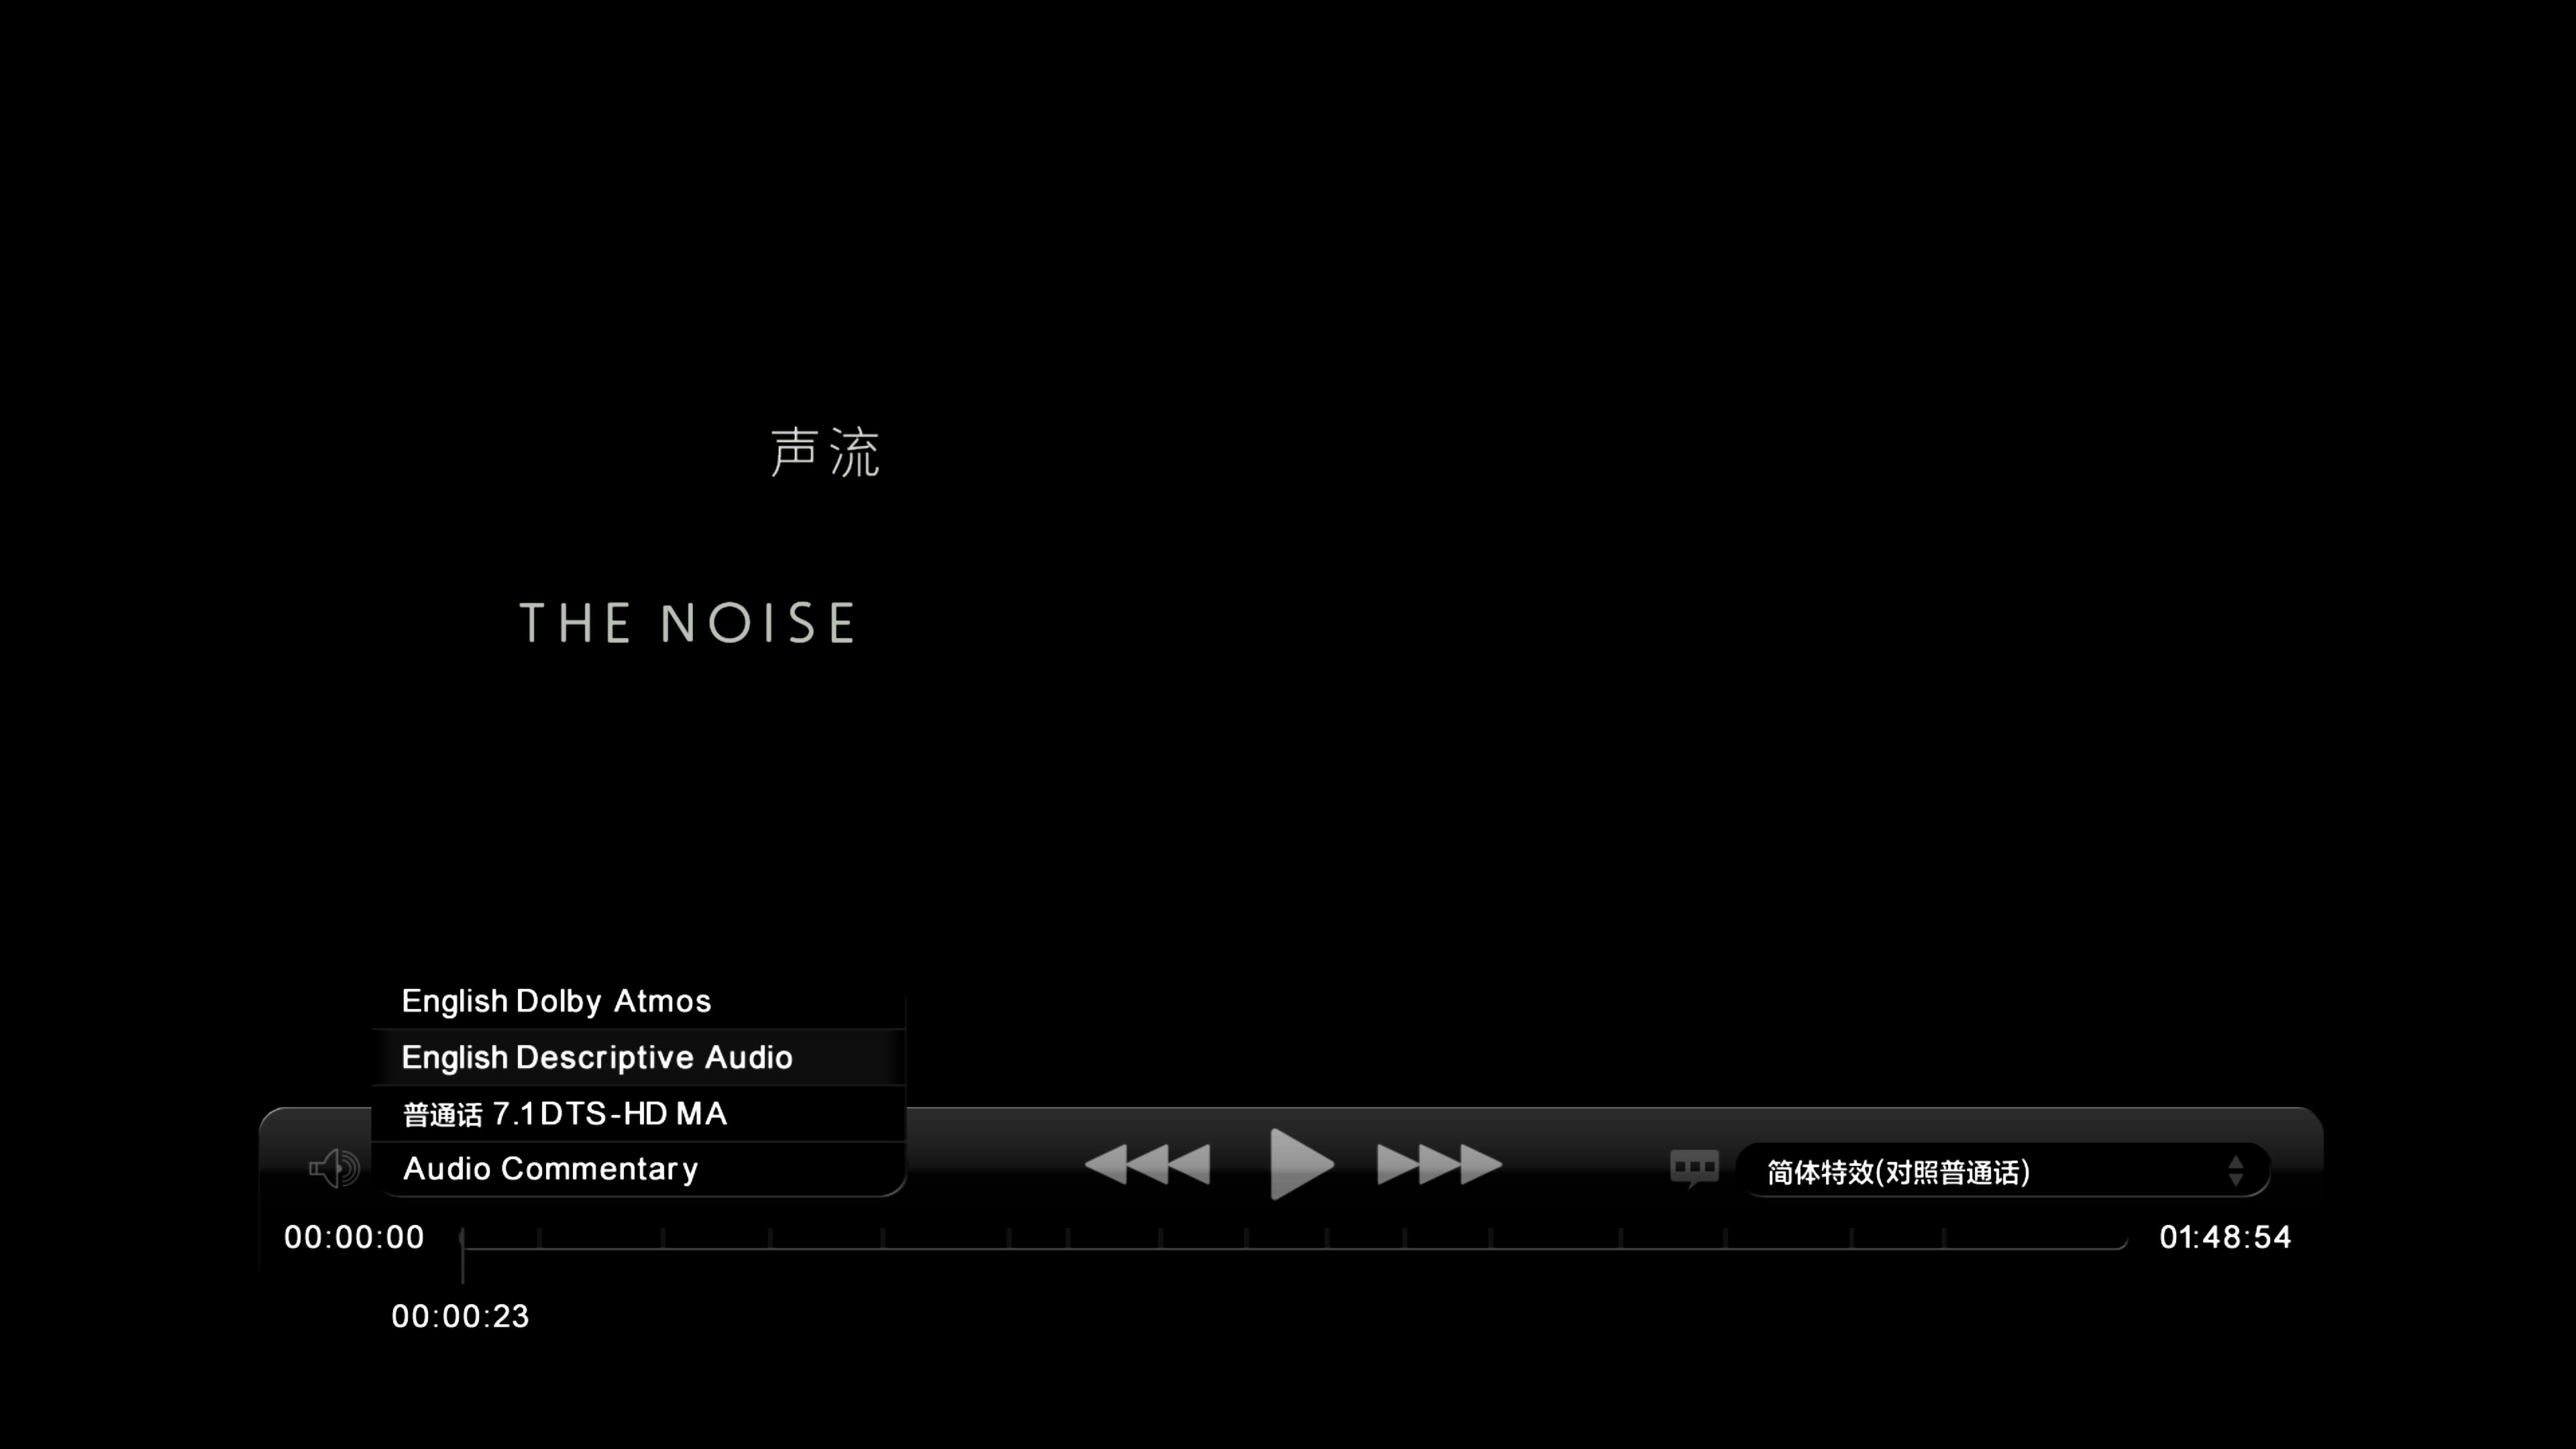 声流
THE NOISE
English Dolby Atmos
English Descriptive Audio
普通话 7.1 DTS-HD MA
Audio Commentary
简体特效(对照普通话)
00:00:00
01:48:54
00:00:23